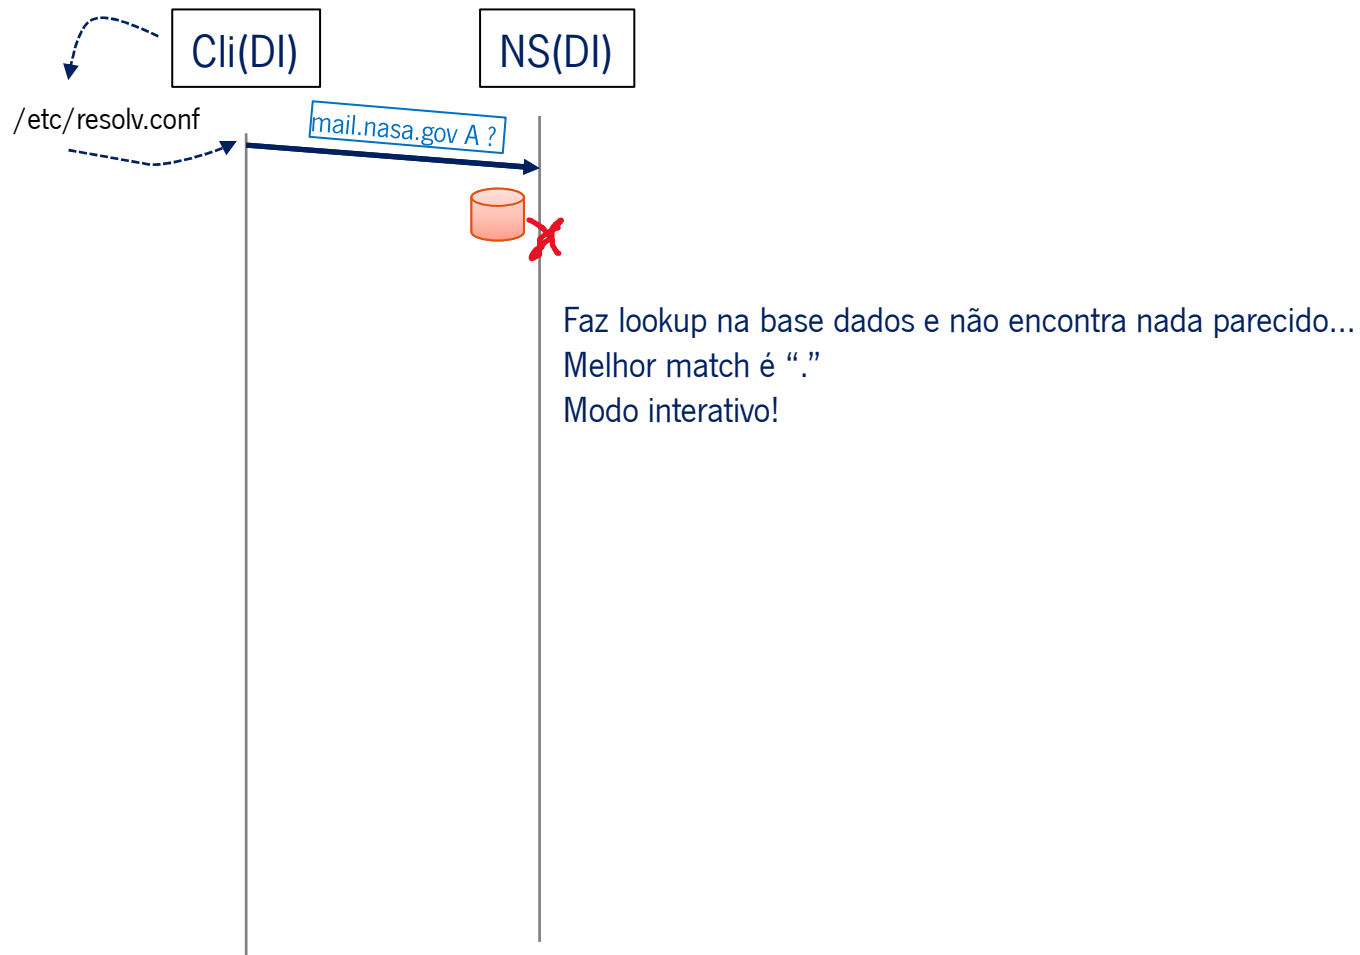 Cli(DI)
NS(DI)
/etc/resolv.conf
mail.nasa.gov A ?
Faz lookup na base dados e não encontra nada parecido...
Melhor match é “.”
Modo interativo!